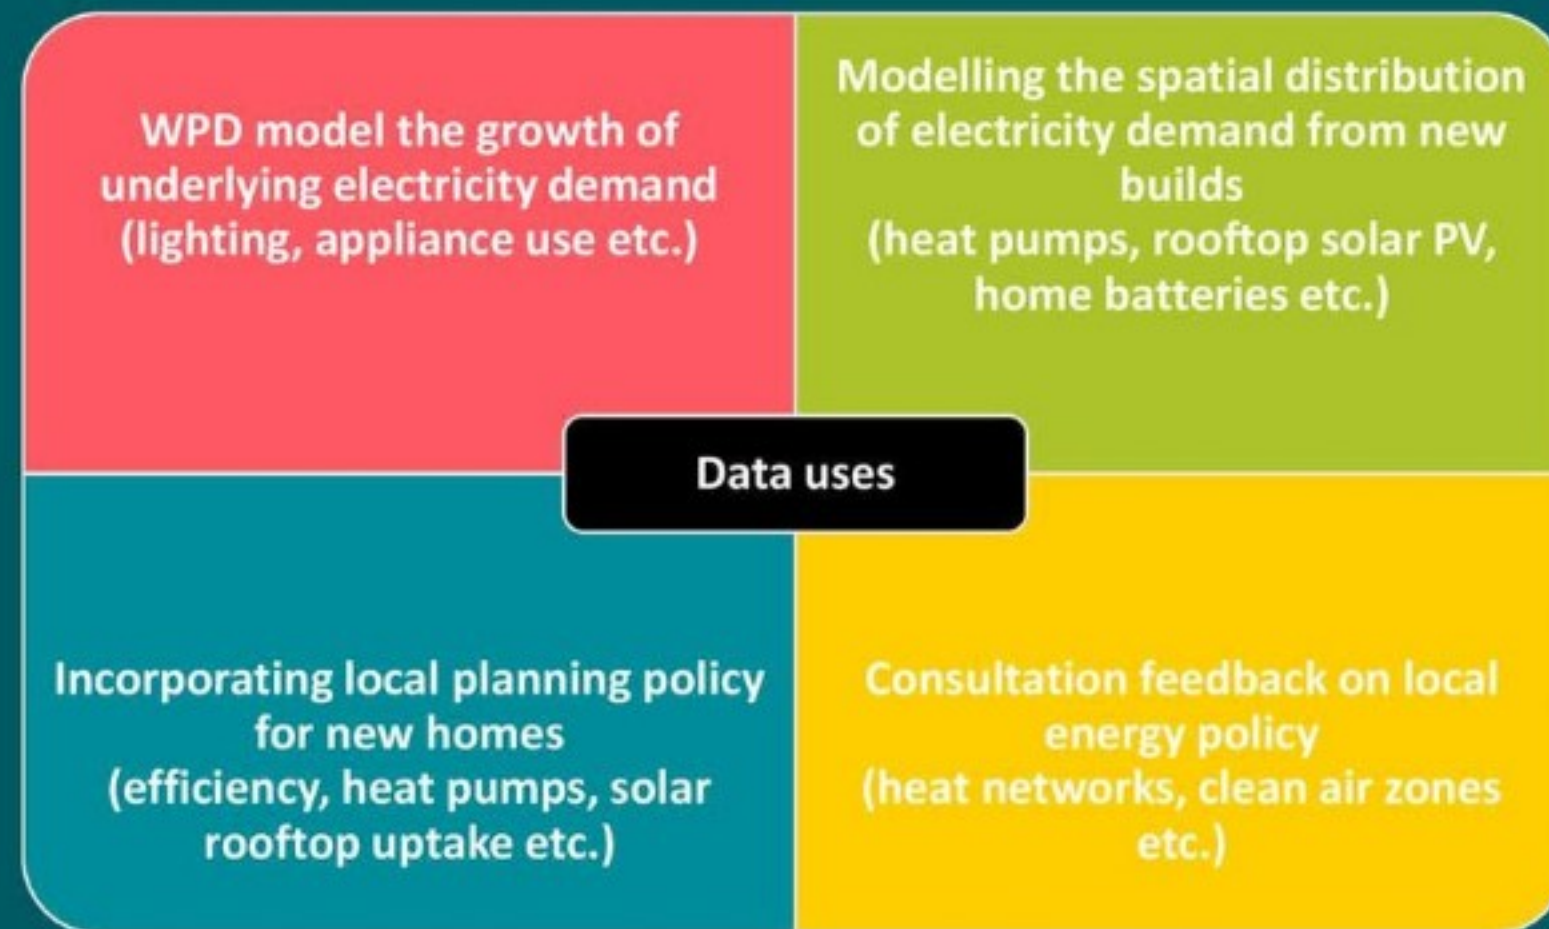 WPD model the growth of
underlying electricity demand
(lighting, appliance use etc.)
Modelling the spatial distribution
of electricity demand from new
builds
(heat pumps, rooftop solar PV,
home batteries etc.)
Data uses
Incorporating local planning policy
for new homes
(efficiency, heat pumps, solar
rooftop uptake etc.)
Consultation feedback on local
energy policy
(heat networks, clean air zones
etc.)